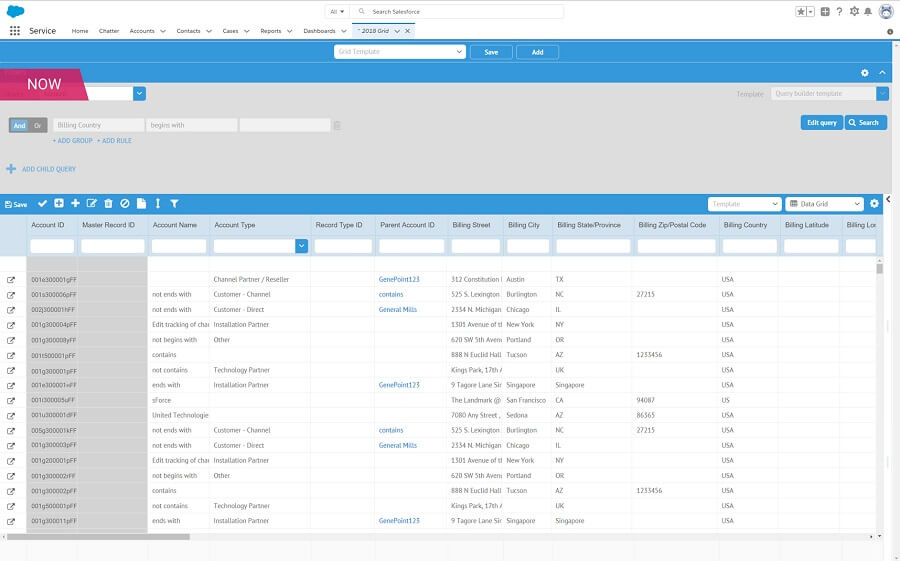 All Search Salesforce
Service Home Chatter Accounts Contacts Cases Reports Dashboards * 2018 Grid
Grid Template Save Add
NOW
Template Query builder template
And Or Billing Country begins with Edit query Search
+ ADD GROUP + ADD RULE
ADD CHILD QUERY
Save Template Data Grid
Account ID Master Record ID Account Name Account Type Record Type ID Parent Account ID Billing Street Billing City Billing State/Province Billing Zip/Postal Code Billing Country Billing Latitude Billing Lo
001e300001gFF Channel Partner / Reseller GenePoint123 312 Constitution Austin TX USA
001s300006pFF not ends with Customer - Channel contains 525 S. Lexington Burlington NC 27215 USA
002j300001hFF not ends with Customer - Direct General Mills 2334 N. Michigan Chicago IL USA
001g300004pFF Edit tracking of cha Installation Partner 1301 Avenue of th New York NY USA
001g300008yFF not begins with Other 620 SW 5th Aven Portland OR USA
001t500001pFF contains 888 N Euclid Hall Tucson AZ 1233456 USA
001g300001pFF not contains Technology Partner Kings Park, 17th A UK USA
001e300001nFF ends with Installation Partner GenePoint123 9 Tagore Lane Sin Singapore Singapore USA
001l300005uFF sForce The Landmark @ San Francisco CA 94087 US
001u300001dFF United Technologie 7080 Any Street , Sedona AZ 86365 USA
005g300001kFF not ends with Customer - Channel contains 525 S. Lexington Burlington NC 27215 USA
001g300003pFF not ends with Customer - Direct General Mills 2334 N. Michigan Chicago IL USA
001g200001pFF Edit tracking of cha Installation Partner 1301 Avenue of th New York NY USA
001g300002rFF not begins with Other 620 SW 5th Aven Portland OR USA
001g300002pFF contains 888 N Euclid Hall Tucson AZ 1233456 USA
001g500001pFF not contains Technology Partner Kings Park, 17th A UK USA
001g300011pFF ends with Installation Partner GenePoint123 9 Tagore Lane Sir Singapore Singapore USA